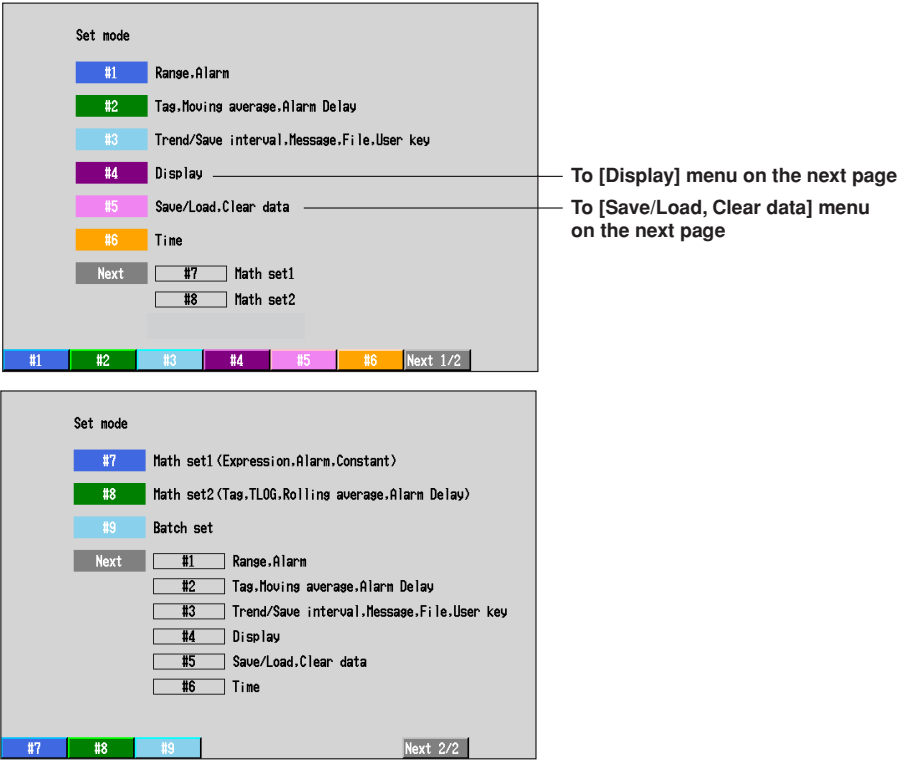 Set mode
#1 Range,Alarm
#2 Tag,Moving average,Alarm Delay
#3 Trend/Save interval,Message,File,User key
#4 Display
To [Display] menu on the next page
#5 Save/Load,Clear data
To [Save/Load, Clear data] menu
on the next page
#6 Time
Next #7 Math set1
#8 Math set2
#1 #2 #3 #4 #5 #6 Next 1/2
Set mode
#7 Math set1(Expression,Alarm,Constant)
#8 Math set2(Tag,TLOG,Rolling average,Alarm Delay)
#9 Batch set
Next #1 Range,Alarm
#2 Tag,Moving average,Alarm Delay
#3 Trend/Save interval,Message,File,User key
#4 Display
#5 Save/Load,Clear data
#6 Time
#7 #8 #9 Next 2/2